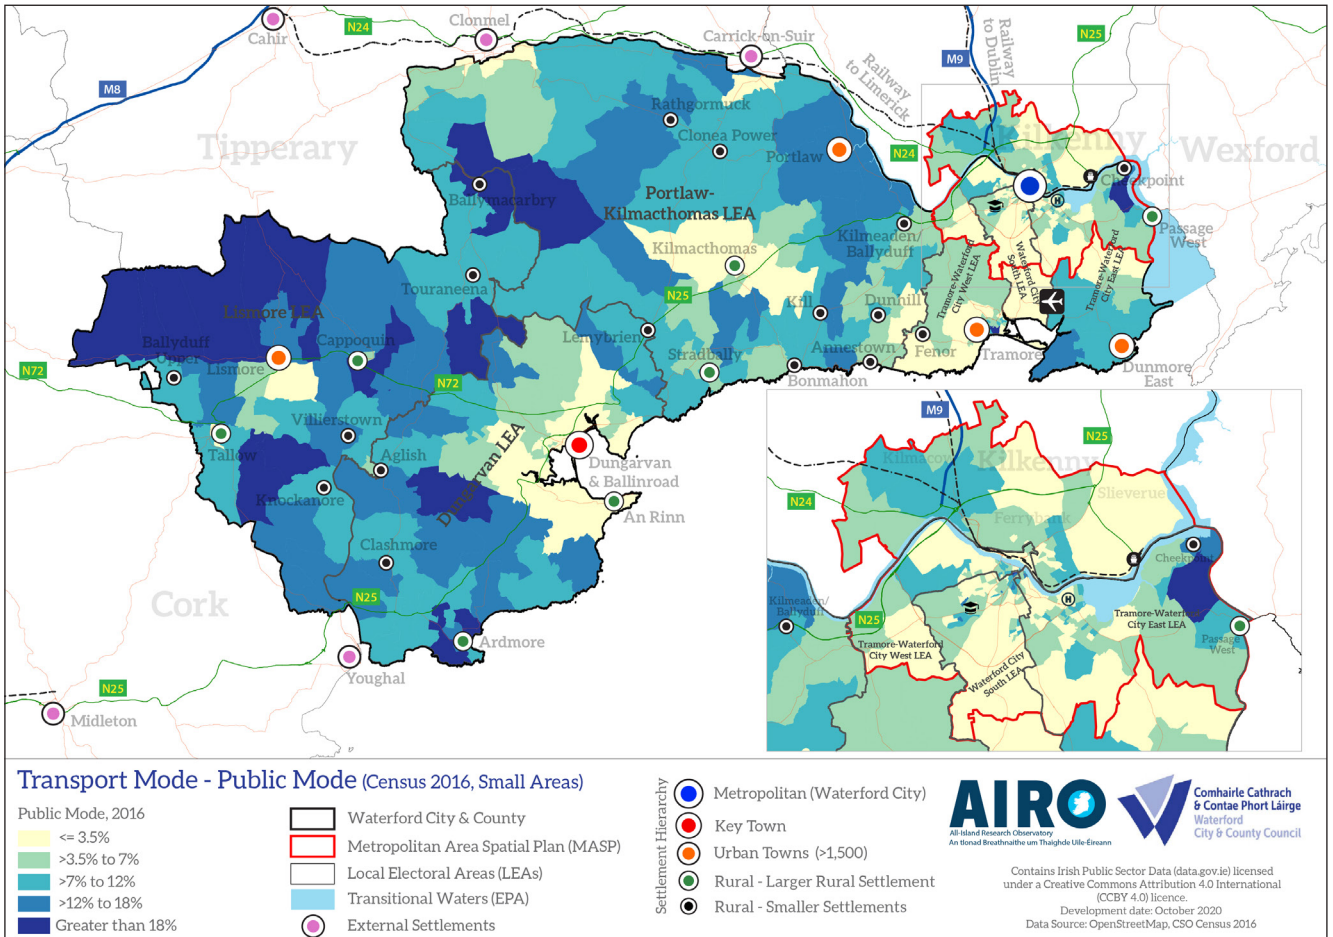 Cahir
N24
Clonmel
Carrick-on-Suir
Railway
to Limerick
M9
Railway
to Dublin
N25
M8
Tipperary
Rathgormuck
Clonea Power
Portlaw
N24
Kilkenny
Wexford
Cheekpoint
H
Ballymacarbry
Portlaw-
Kilmacthomas LEA
Kilmacthomas
Kilmeaden/
Ballyduff
Passage
West
Tramore-Waterford
City West LEA
Waterford City
South LEA
Tramore-Waterford
City East LEA
Touraneena
N25
Lismore LEA
Kill
Dunhill
Ballyduff
Upper
Lismore
Cappoquin
Lemybrien
Stradbally
Annestown
Fenor
Tramore
Bonmahon
Dunmore
East
N72
N72
Villierstown
Tallow
Aglish
Dungarvan LEA
Dungarvan
& Ballinroad
Knockanore
An Rinn
Clashmore
N25
Cork
Ardmore
Youghal
N25
Midleton
M9
N25
Kilmacow
Kilkenny
N24
Slieverue
Ferrybank
Cheekpoint
Kilmeaden/
Ballyduff
H
N25
Tramore-Waterford
City East LEA
Tramore-Waterford
City West LEA
Passage
West
Waterford City
South LEA
Transport Mode - Public Mode (Census 2016, Small Areas)
Public Mode, 2016
<= 3.5%
>3.5% to 7%
>7% to 12%
>12% to 18%
Greater than 18%
Waterford City & County
Metropolitan Area Spatial Plan (MASP)
Local Electoral Areas (LEAs)
Transitional Waters (EPA)
External Settlements
Settlement Hierarchy
Metropolitan (Waterford City)
Key Town
Urban Towns (>1,500)
Rural - Larger Rural Settlement
Rural - Smaller Settlements
AIRO
All-Island Research Observatory
An tIonad Breathnaithe um Thaighde Uile-Éireann
Comhairle Cathrach
& Contae Phort Láirge
Waterford
City & County Council
Contains Irish Public Sector Data (data.gov.ie) licensed
under a Creative Commons Attribution 4.0 International
(CCBY 4.0) licence.
Development date: October 2020
Data Source: OpenStreetMap, CSO Census 2016